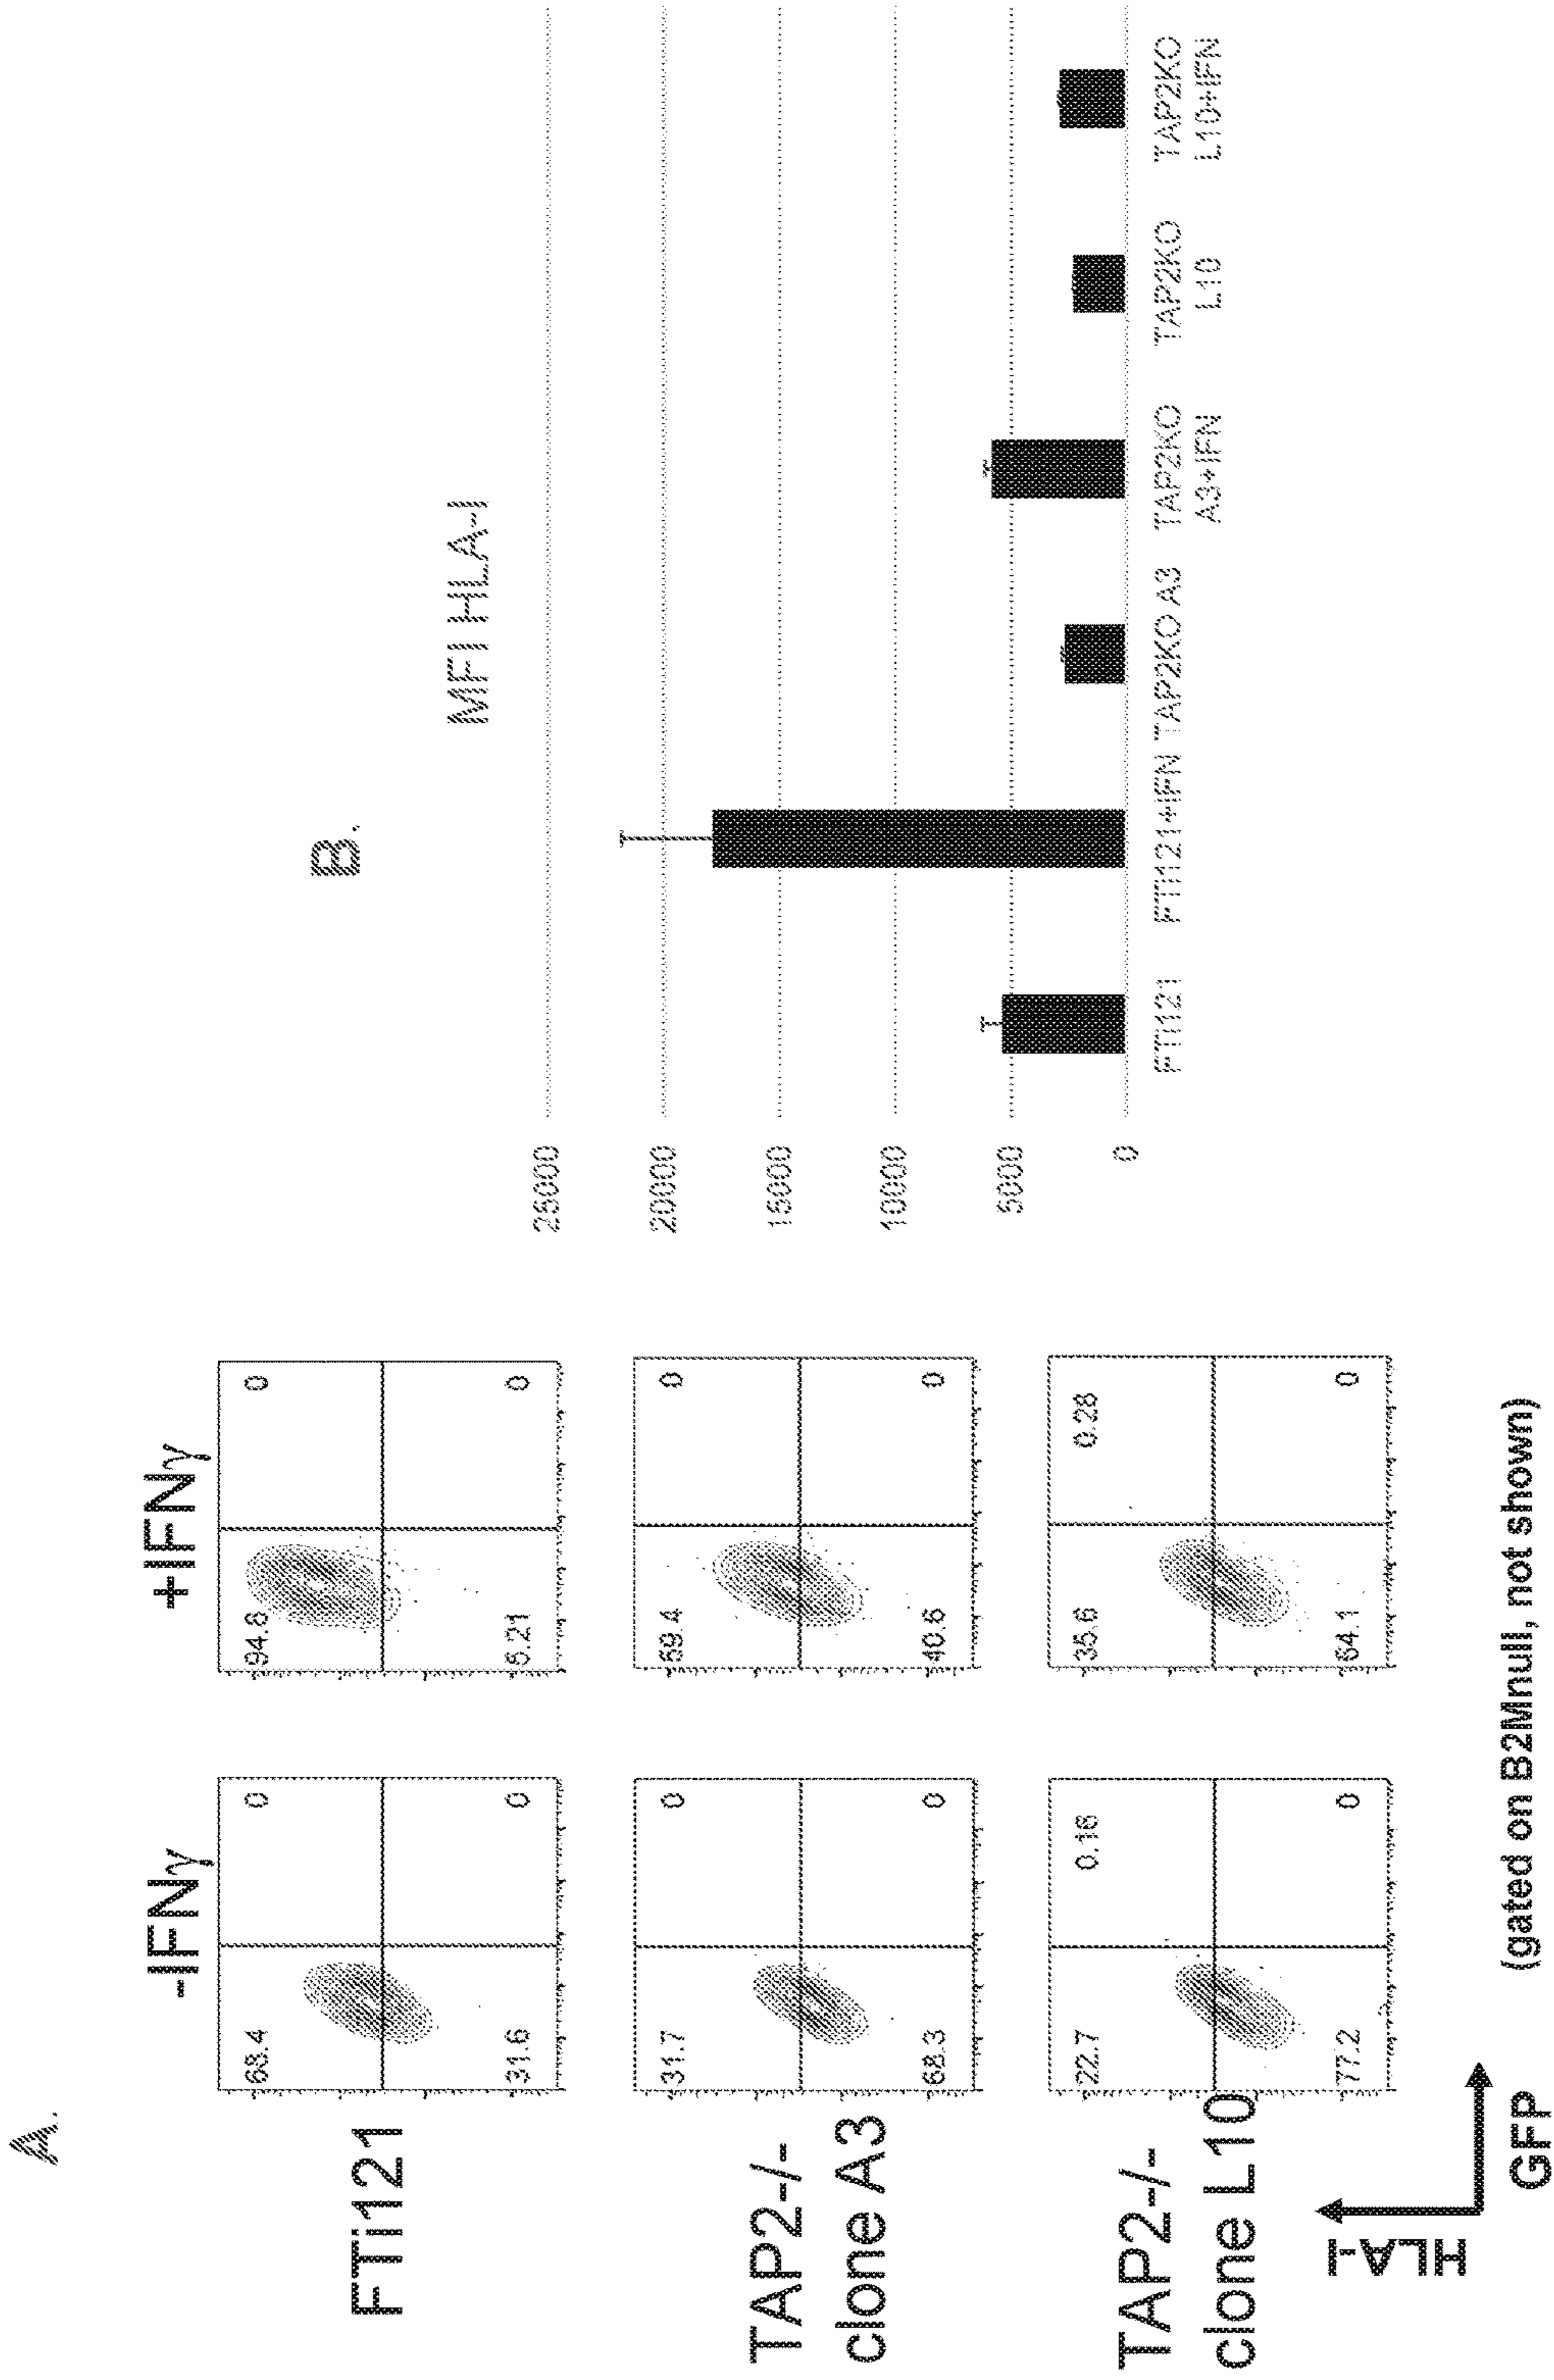 A.
-IFNγ
+IFNγ
FTi121
68.4
0
31.6
0
94.8
0
5.21
0
TAP2-/-
clone A3
31.7
0
68.3
0
59.4
0
40.6
0
TAP2-/-
clone L10
22.7
0.16
77.2
0
35.6
0.28
64.1
0
HLA-I
GFP
(gated on B2Mnull, not shown)
B.
MFI HLA-I
25000
20000
15000
10000
5000
0
FTi121
FTi121+IFN
TAP2KO A3
TAP2KO
A3+IFN
TAP2KO
L10
TAP2KO
L10+IFN